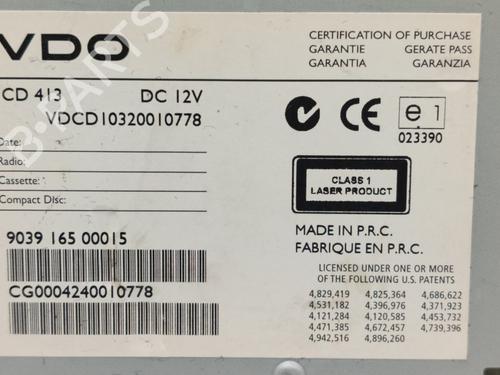 VDO
CERTIFICATION OF PURCHASE
GARANTIE GERATE PASS
GARANTIA GARANZIA
CD 413 DC 12V
VDCD10320010778
CE e1
023390
Date:
Radio:
Cassette:
Compact Disc:
CLASS 1
LASER PRODUCT
9039 165 00015
MADE IN P.R.C.
FABRIQUE EN P.R.C.
LICENSED UNDER ONE OR MORE
OF THE FOLLOWING U.S. PATENTS
CG0004240010778
4,829,419 4,825,364 4,686,622
4,531,182 4,396,976 4,371,923
4,121,284 4,120,585 4,453,732
4,471,385 4,672,457 4,739,396
4,942,516 4,896,260
B-PARTS